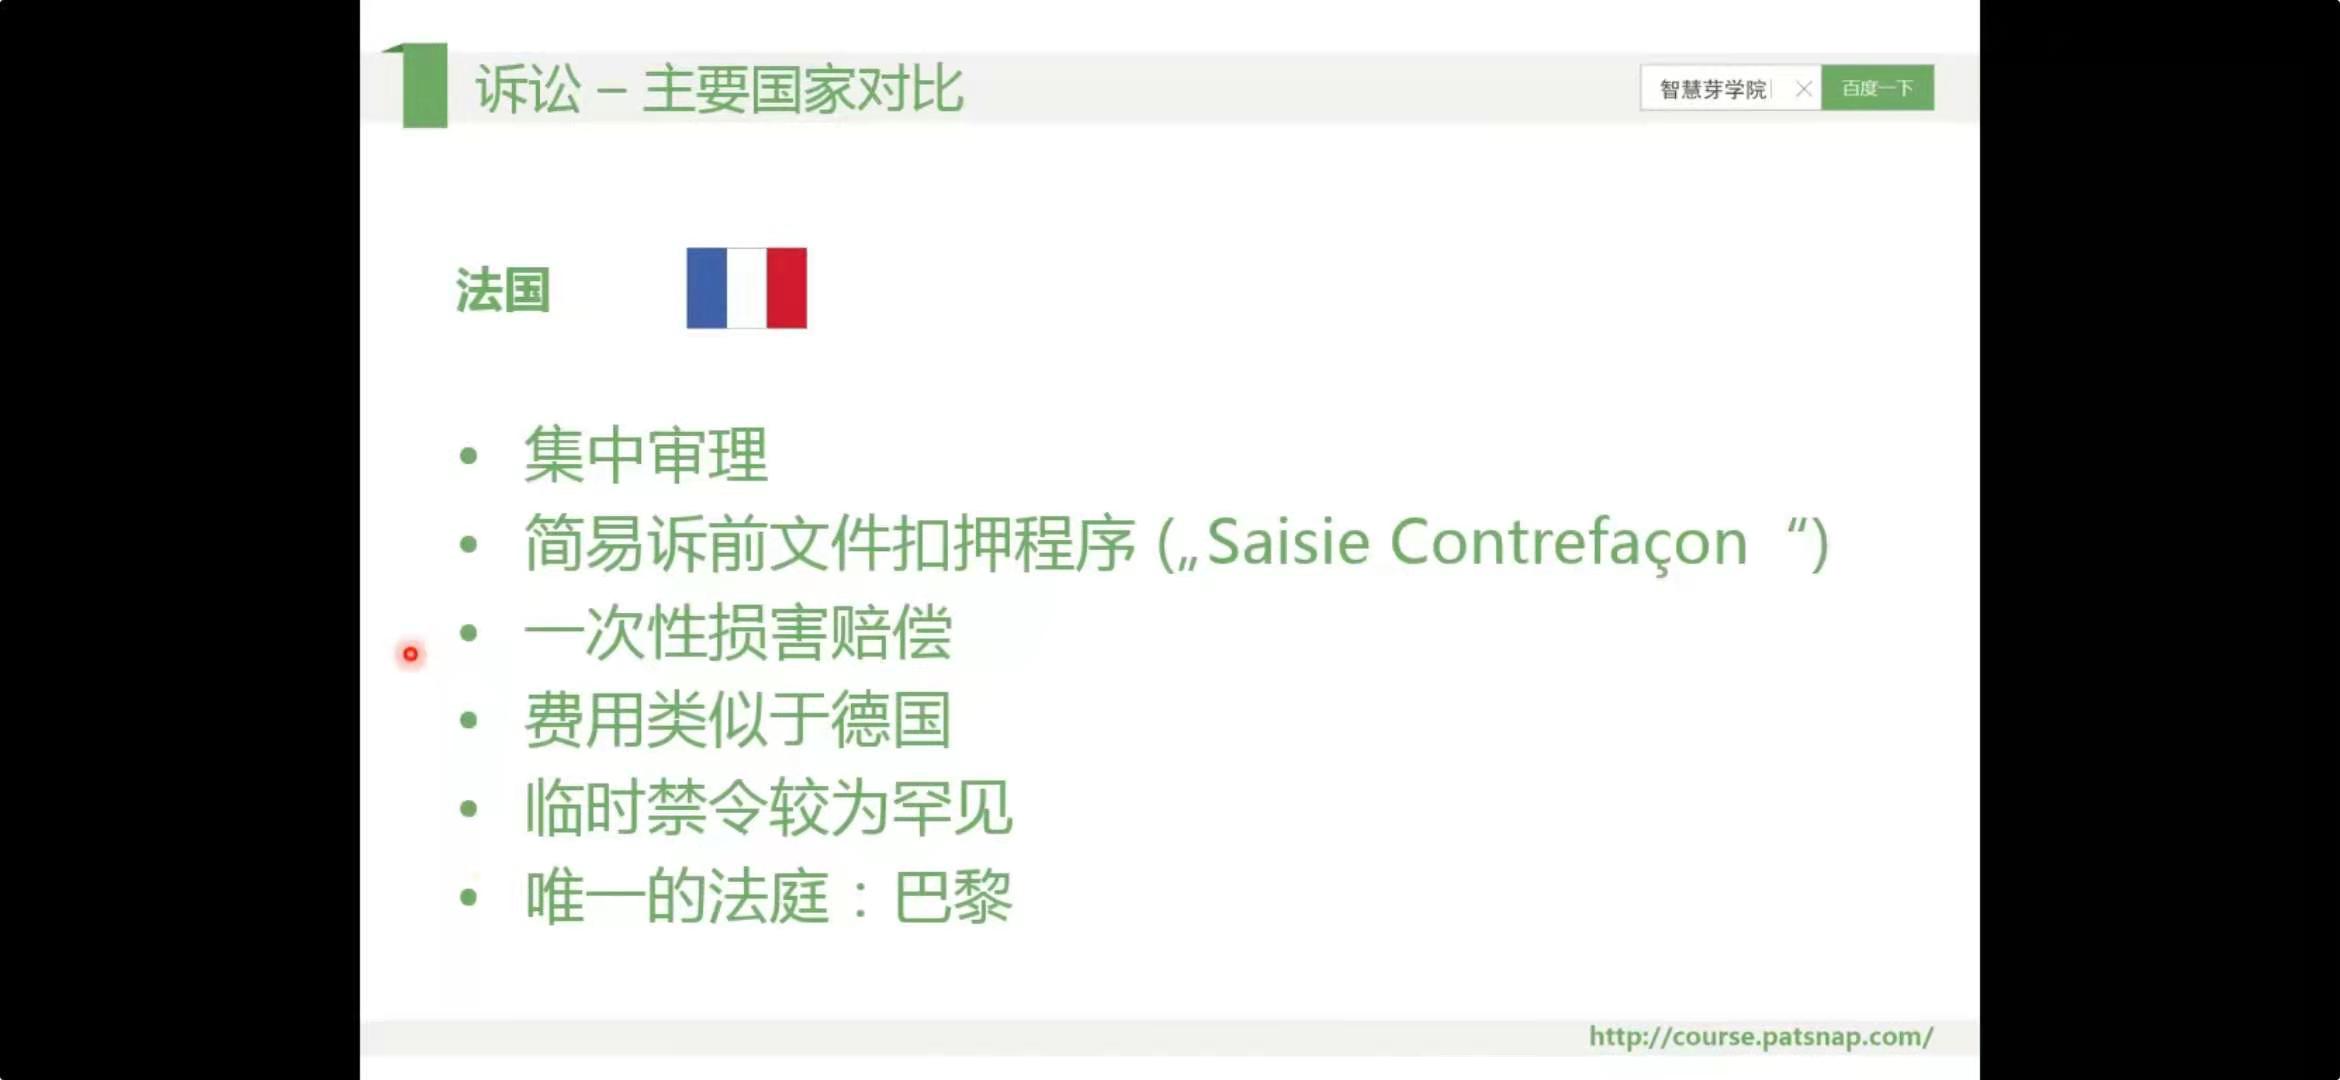 诉讼 – 主要国家对比
智慧芽学院
百度一下
法国
• 集中审理
• 简易诉前文件扣押程序 („Saisie Contrefaçon “)
• 一次性损害赔偿
• 费用类似于德国
• 临时禁令较为罕见
• 唯一的法庭：巴黎
http://course.patsnap.com/